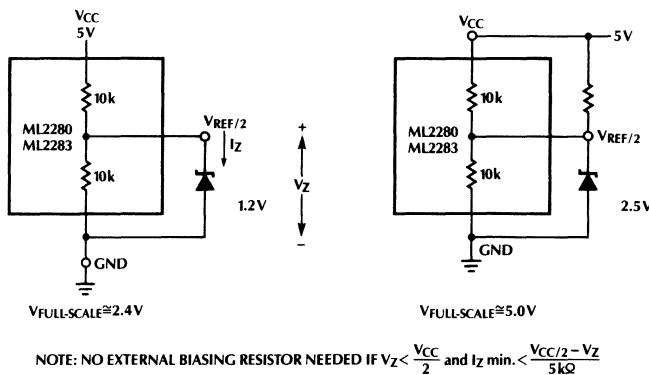 VCC
5V
10k
ML2280
ML2283
VREF/2
IZ
10k
1.2V
GND
VFULL-SCALE≅2.4V
+
VZ
−
VCC
5V
10k
ML2280
ML2283
VREF/2
10k
2.5V
GND
VFULL-SCALE≅5.0V
NOTE: NO EXTERNAL BIASING RESISTOR NEEDED IF VZ< VCC/2 and IZ min.< VCC/2 − VZ/5kΩ